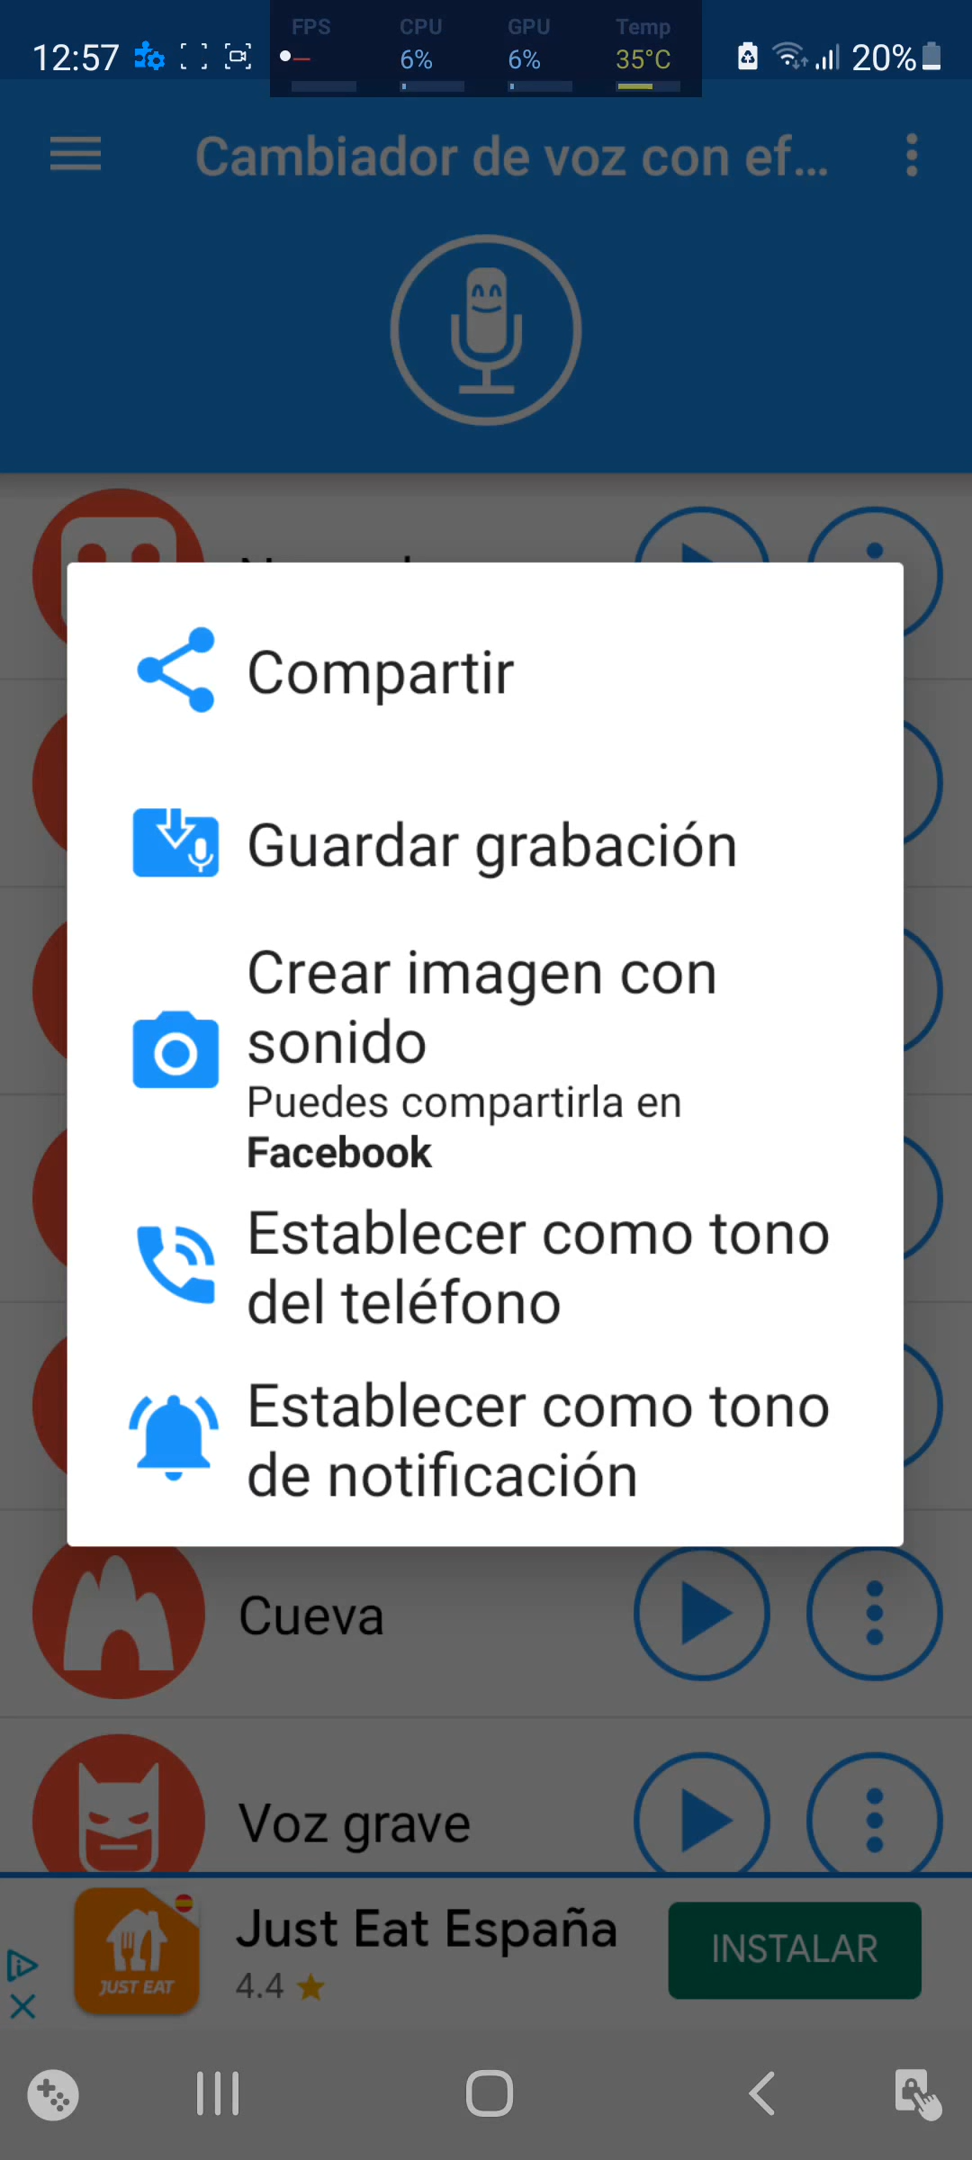 FPS CPU GPU Temp
12:57 6% 6% 35°C 20%
Cambiador de voz con ef...
Compartir
Guardar grabación
Crear imagen con
sonido
Puedes compartirla en
Facebook
Establecer como tono
del teléfono
Establecer como tono
de notificación
Cueva
Voz grave
Just Eat España
JUST EAT
4.4
INSTALAR